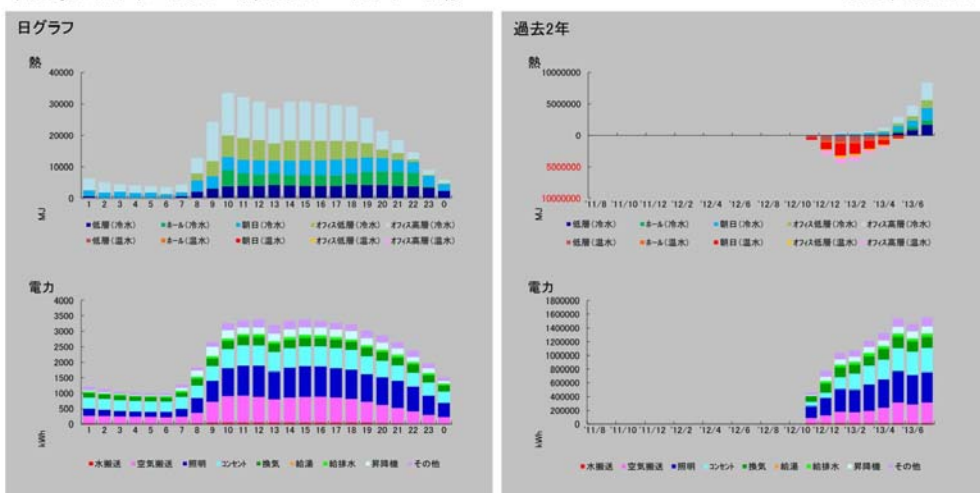 日グラフ
熱
40000
30000
20000
10000
0
MJ
1 2 3 4 5 6 7 8 9 10 11 12 13 14 15 16 17 18 19 20 21 22 23 0
■低層(冷水) ■ホール(冷水) ■朝日(冷水) ■オフィス低層(冷水) オフィス高層(冷水)
■低層(温水) ■ホール(温水) ■朝日(温水) オフィス低層(温水) オフィス高層(温水)
電力
4000
3500
3000
2500
2000
1500
1000
500
0
kWh
1 2 3 4 5 6 7 8 9 10 11 12 13 14 15 16 17 18 19 20 21 22 23 0
■水搬送 ■空気搬送 ■照明 コンセント ■換気 ■給湯 ■給排水 昇降機 ■その他
過去2年
熱
10000000
5000000
0
5000000
10000000
MJ
'11/8 '11/10 '11/12 '12/2 '12/4 '12/6 '12/8 '12/10 '12/12 '13/2 '13/4 '13/6
■低層(冷水) ■ホール(冷水) ■朝日(冷水) ■オフィス低層(冷水) オフィス高層(冷水)
■低層(温水) ■ホール(温水) ■朝日(温水) オフィス低層(温水) オフィス高層(温水)
電力
1800000
1600000
1400000
1200000
1000000
800000
600000
400000
200000
0
kWh
'11/8 '11/10 '11/12 '12/2 '12/4 '12/6 '12/8 '12/10 '12/12 '13/2 '13/4 '13/6
■水搬送 ■空気搬送 ■照明 コンセント ■換気 ■給湯 ■給排水 昇降機 ■その他